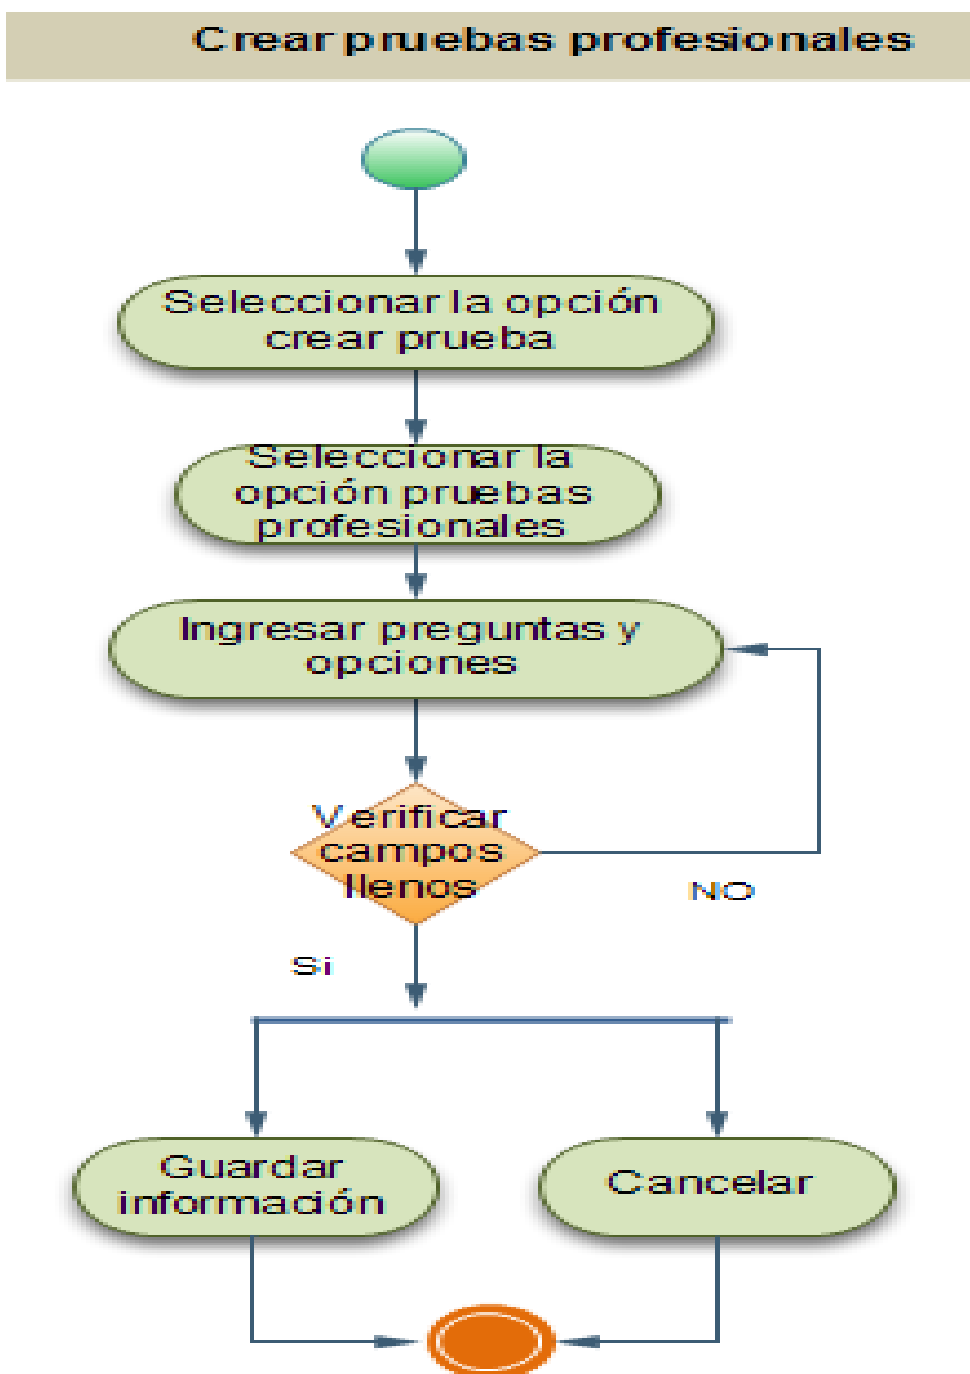 Crear pruebas profesionales
Seleccionar la opción
crear prueba
Seleccionar la
opción pruebas
profesionales
Ingresar preguntas y
opciones
Verificar
campos
llenos
NO
Si
Guardar
información
Cancelar